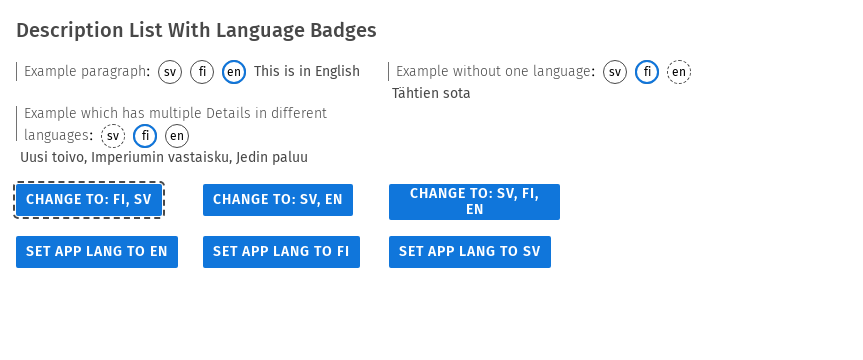 Description List With Language Badges
Example paragraph: sv fi en This is in English
Example without one language: sv fi en
Tähtien sota
Example which has multiple Details in different
languages: sv fi en
Uusi toivo, Imperiumin vastaisku, Jedin paluu
CHANGE TO: FI, SV
CHANGE TO: SV, EN
CHANGE TO: SV, FI,
EN
SET APP LANG TO EN
SET APP LANG TO FI
SET APP LANG TO SV